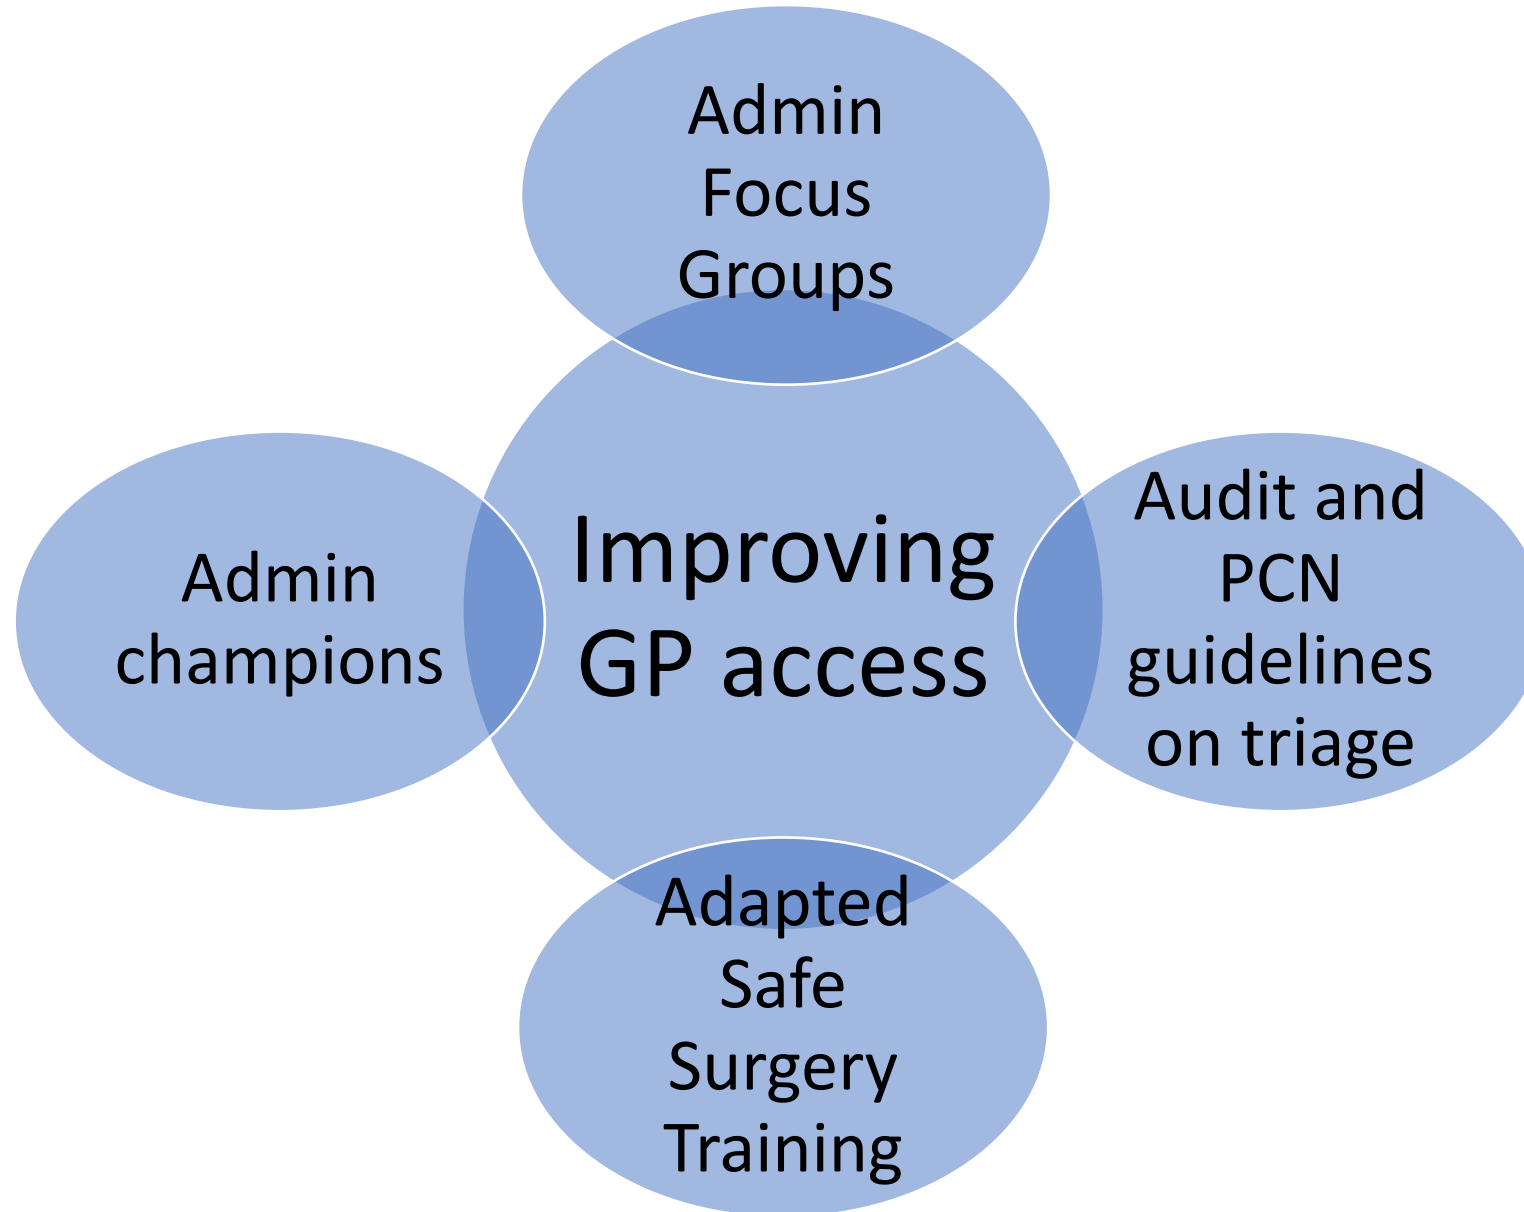 Admin
Focus
Groups
Admin
champions
Improving
GP access
Audit and
PCN
guidelines
on triage
Adapted
Safe
Surgery
Training